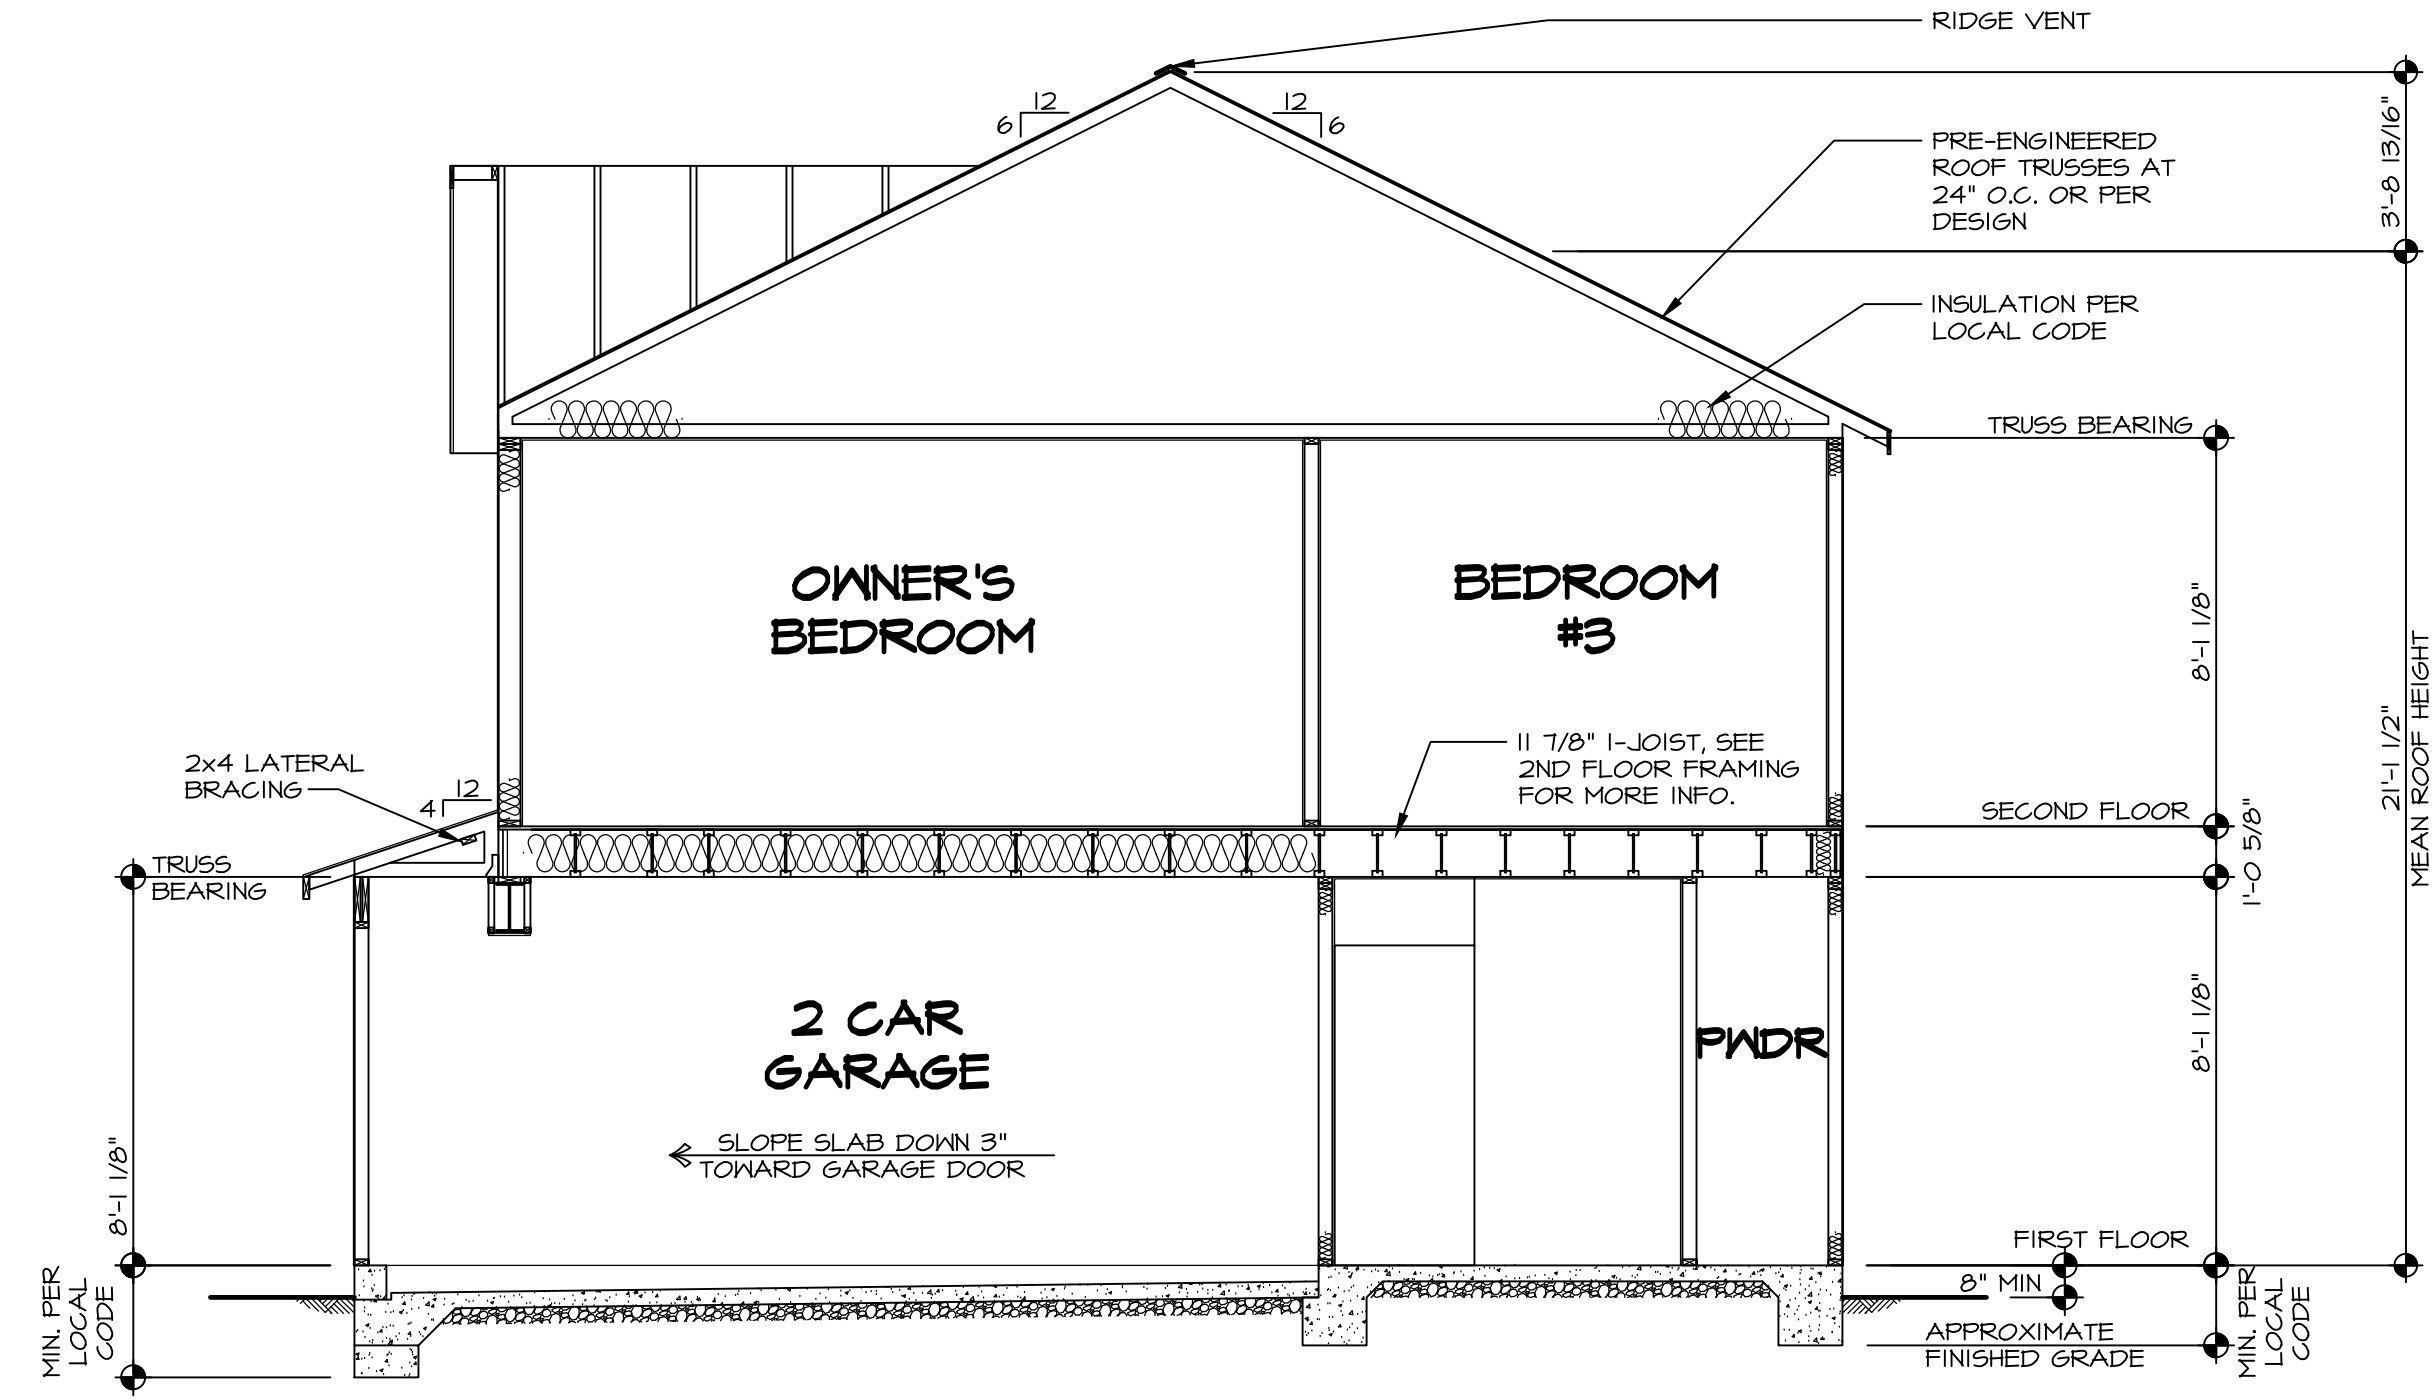 RIDGE VENT
12
6
12
6
3'-8 13/16"
PRE-ENGINEERED
ROOF TRUSSES AT
24" O.C. OR PER
DESIGN
INSULATION PER
LOCAL CODE
TRUSS BEARING
OWNER'S
BEDROOM
BEDROOM
#3
8'-1 1/8"
21'-1 1/2"
MEAN ROOF HEIGHT
11 7/8" I-JOIST, SEE
2ND FLOOR FRAMING
FOR MORE INFO.
2x4 LATERAL
BRACING
12
4
SECOND FLOOR
1'-0 5/8"
TRUSS
BEARING
2 CAR
GARAGE
PWDR
8'-1 1/8"
SLOPE SLAB DOWN 3"
TOWARD GARAGE DOOR
8'-1 1/8"
FIRST FLOOR
8" MIN
MIN. PER
LOCAL
CODE
APPROXIMATE
FINISHED GRADE
MIN. PER
LOCAL
CODE